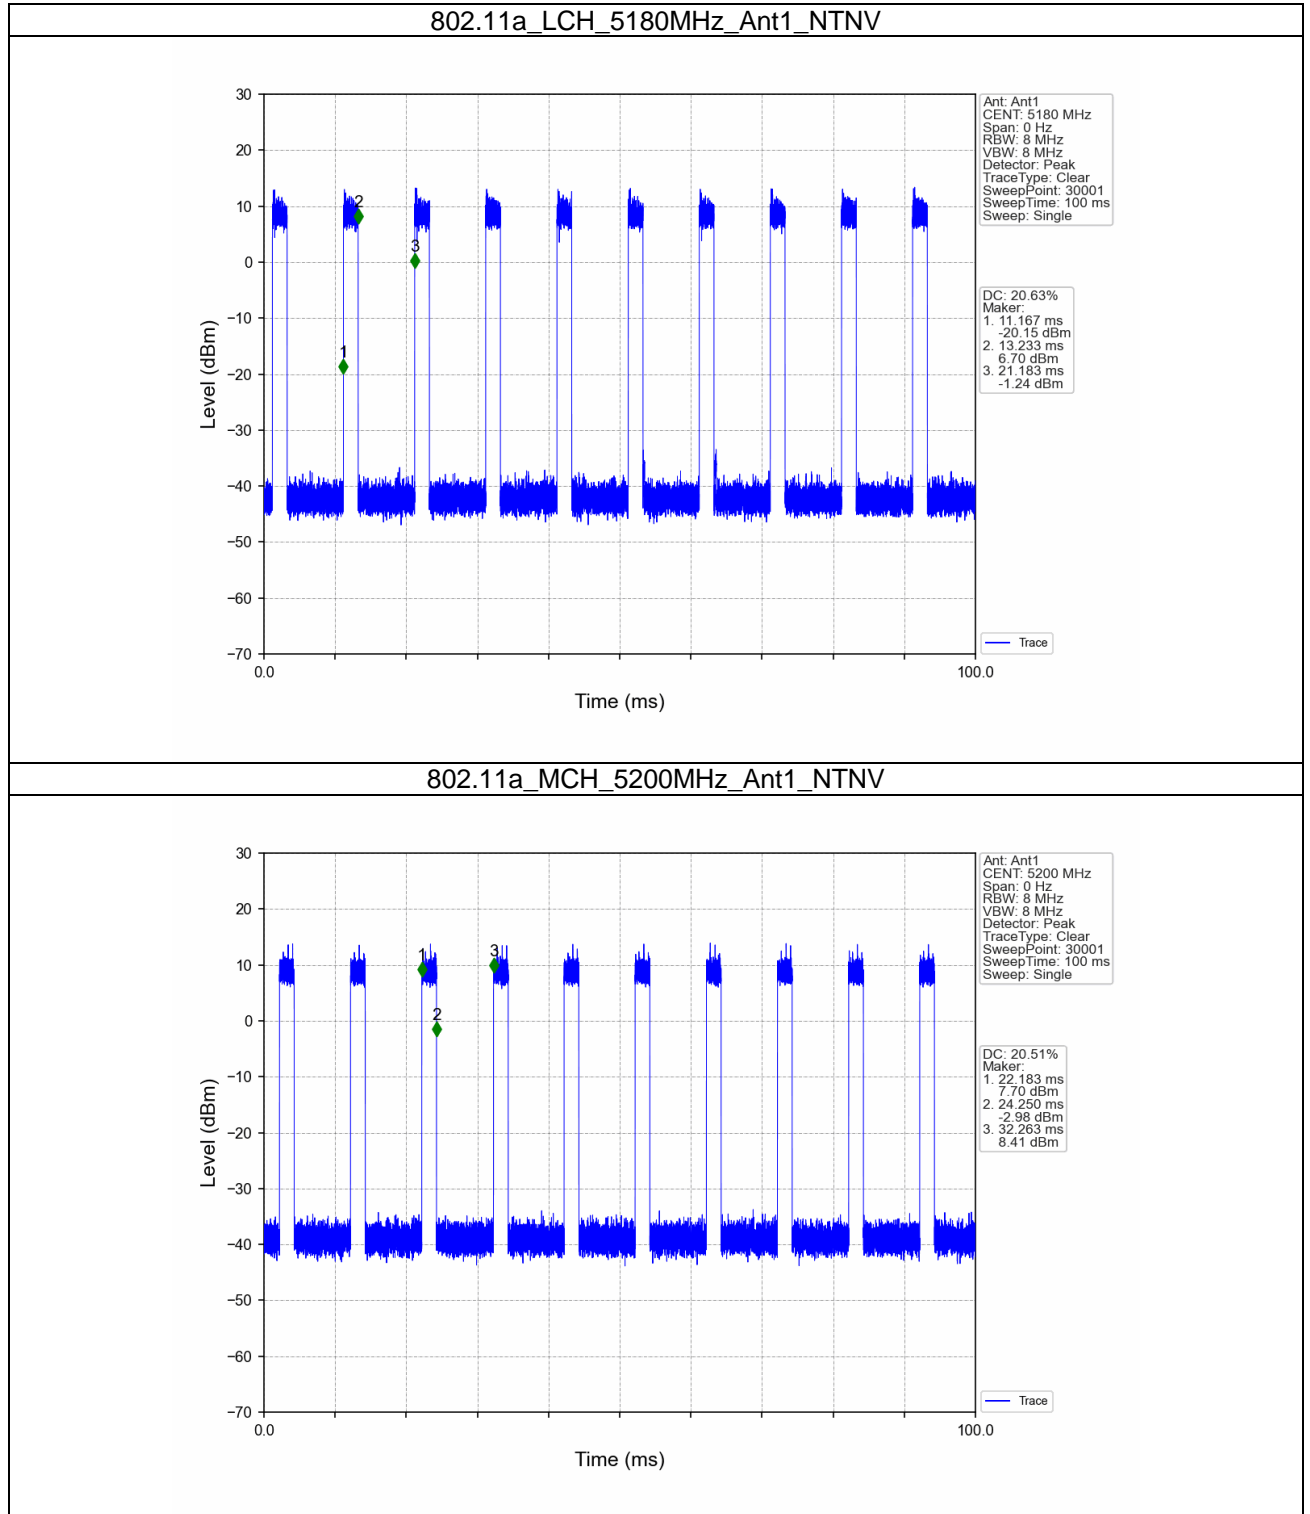 802.11a_LCH_5180MHz_Ant1_NTNV
30
20
10
0
−10
−20
−30
−40
−50
−60
−70
Level (dBm)
0.0
100.0
Time (ms)
1
2
3
Ant: Ant1
CENT: 5180 MHz
Span: 0 Hz
RBW: 8 MHz
VBW: 8 MHz
Detector: Peak
TraceType: Clear
SweepPoint: 30001
SweepTime: 100 ms
Sweep: Single
DC: 20.63%
Maker:
1. 11.167 ms
-20.15 dBm
2. 13.233 ms
6.70 dBm
3. 21.183 ms
-1.24 dBm
Trace
802.11a_MCH_5200MHz_Ant1_NTNV
30
20
10
0
−10
−20
−30
−40
−50
−60
−70
Level (dBm)
0.0
100.0
Time (ms)
1
2
3
Ant: Ant1
CENT: 5200 MHz
Span: 0 Hz
RBW: 8 MHz
VBW: 8 MHz
Detector: Peak
TraceType: Clear
SweepPoint: 30001
SweepTime: 100 ms
Sweep: Single
DC: 20.51%
Maker:
1. 22.183 ms
7.70 dBm
2. 24.250 ms
-2.98 dBm
3. 32.263 ms
8.41 dBm
Trace